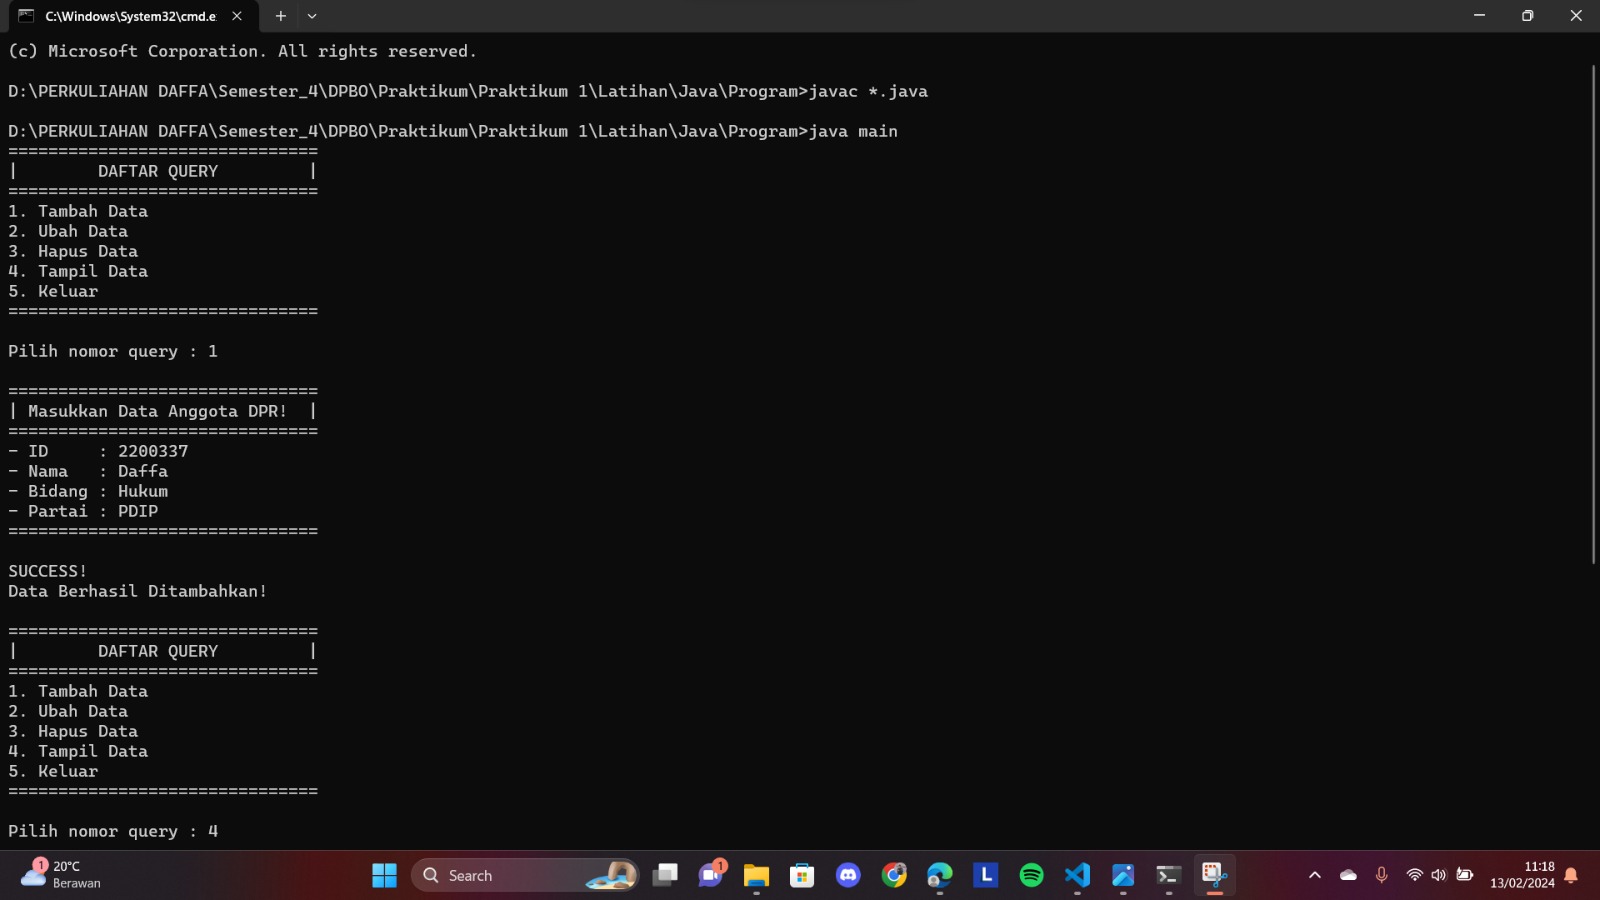 C:\Windows\System32\cmd.e
(c) Microsoft Corporation. All rights reserved.
D:\PERKULIAHAN DAFFA\Semester_4\DPBO\Praktikum\Praktikum 1\Latihan\Java\Program>javac *.java
D:\PERKULIAHAN DAFFA\Semester_4\DPBO\Praktikum\Praktikum 1\Latihan\Java\Program>java main
===============================
|        DAFTAR QUERY         |
===============================
1. Tambah Data
2. Ubah Data
3. Hapus Data
4. Tampil Data
5. Keluar
===============================
Pilih nomor query : 1
===============================
| Masukkan Data Anggota DPR!  |
===============================
- ID     : 2200337
- Nama   : Daffa
- Bidang : Hukum
- Partai : PDIP
===============================
SUCCESS!
Data Berhasil Ditambahkan!
===============================
|        DAFTAR QUERY         |
===============================
1. Tambah Data
2. Ubah Data
3. Hapus Data
4. Tampil Data
5. Keluar
===============================
Pilih nomor query : 4
1
20°C
Berawan
Search
1
L
11:18
13/02/2024